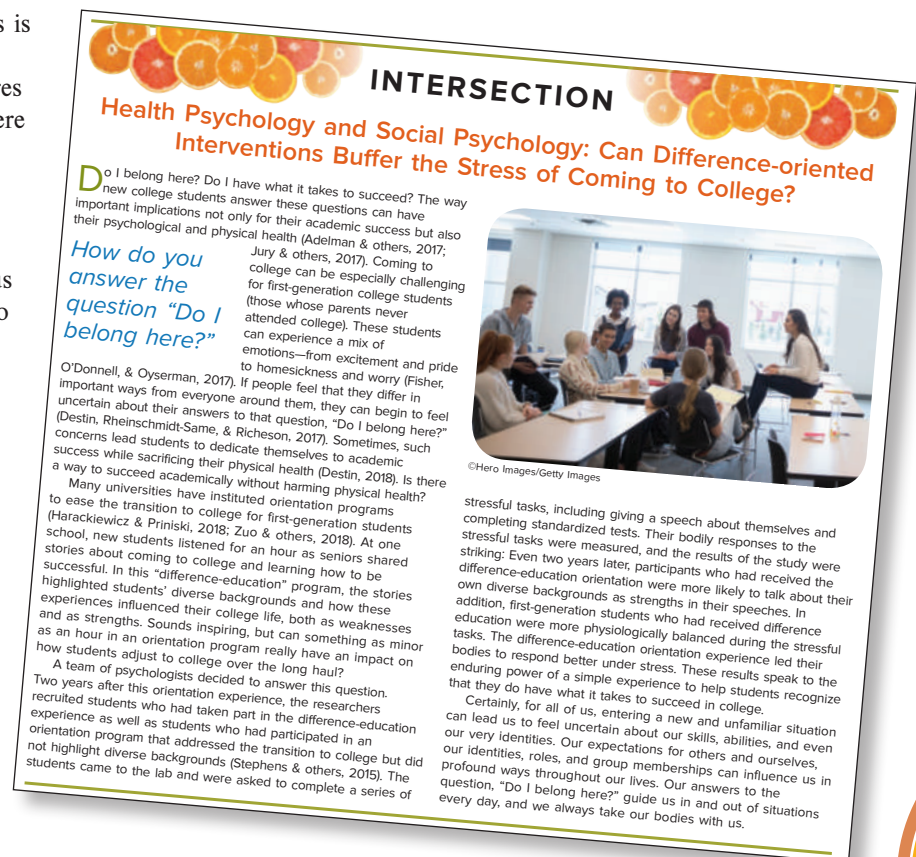 s is
res
ere
us
o
INTERSECTION
Health Psychology and Social Psychology: Can Difference-oriented
Interventions Buffer the Stress of Coming to College?
Do I belong here? Do I have what it takes to succeed? The way
new college students answer these questions can have
important implications not only for their academic success but also
their psychological and physical health (Adelman & others, 2017;
Jury & others, 2017). Coming to
college can be especially challenging
for first-generation college students
(those whose parents never
attended college). These students
can experience a mix of
emotions—from excitement and pride
to homesickness and worry (Fisher,
How do you
answer the
question “Do I
belong here?”
O’Donnell, & Oyserman, 2017). If people feel that they differ in
important ways from everyone around them, they can begin to feel
uncertain about their answers to that question, “Do I belong here?”
(Destin, Rheinschmidt-Same, & Richeson, 2017). Sometimes, such
concerns lead students to dedicate themselves to academic
success while sacrificing their physical health (Destin, 2018). Is there
a way to succeed academically without harming physical health?
Many universities have instituted orientation programs
to ease the transition to college for first-generation students
(Harackiewicz & Priniski, 2018; Zuo & others, 2018). At one
school, new students listened for an hour as seniors shared
stories about coming to college and learning how to be
successful. In this “difference-education” program, the stories
highlighted students’ diverse backgrounds and how these
experiences influenced their college life, both as weaknesses
and as strengths. Sounds inspiring, but can something as minor
as an hour in an orientation program really have an impact on
how students adjust to college over the long haul?
A team of psychologists decided to answer this question.
Two years after this orientation experience, the researchers
recruited students who had taken part in the difference-education
experience as well as students who had participated in an
orientation program that addressed the transition to college but did
not highlight diverse backgrounds (Stephens & others, 2015). The
students came to the lab and were asked to complete a series of
©Hero Images/Getty Images
stressful tasks, including giving a speech about themselves and
completing standardized tests. Their bodily responses to the
stressful tasks were measured, and the results of the study were
striking: Even two years later, participants who had received the
difference-education orientation were more likely to talk about their
own diverse backgrounds as strengths in their speeches. In
addition, first-generation students who had received difference
education were more physiologically balanced during the stressful
tasks. The difference-education orientation experience led their
bodies to respond better under stress. These results speak to the
enduring power of a simple experience to help students recognize
that they do have what it takes to succeed in college.
Certainly, for all of us, entering a new and unfamiliar situation
can lead us to feel uncertain about our skills, abilities, and even
our very identities. Our expectations for others and ourselves,
our identities, roles, and group memberships can influence us in
profound ways throughout our lives. Our answers to the
question, “Do I belong here?” guide us in and out of situations
every day, and we always take our bodies with us.